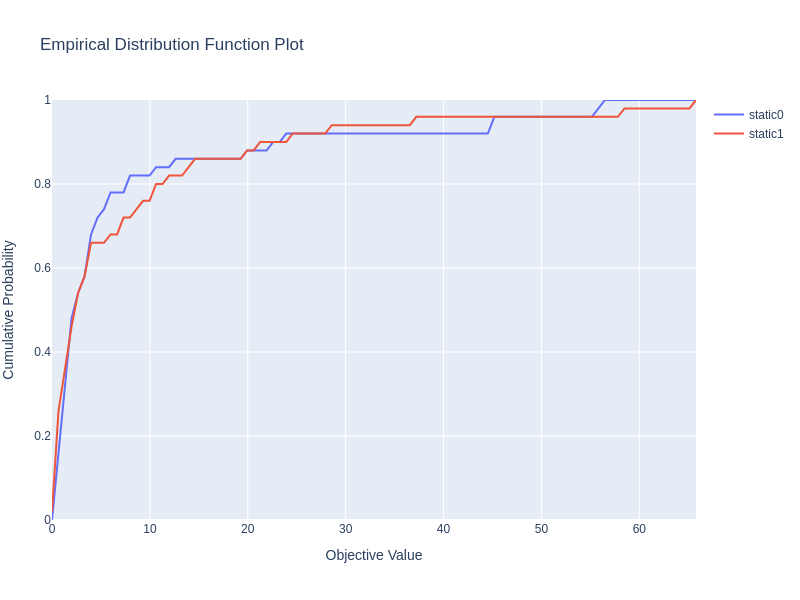 Empirical Distribution Function Plot
static0
static1
Cumulative Probability
1
0.8
0.6
0.4
0.2
0
0
10
20
30
40
50
60
Objective Value